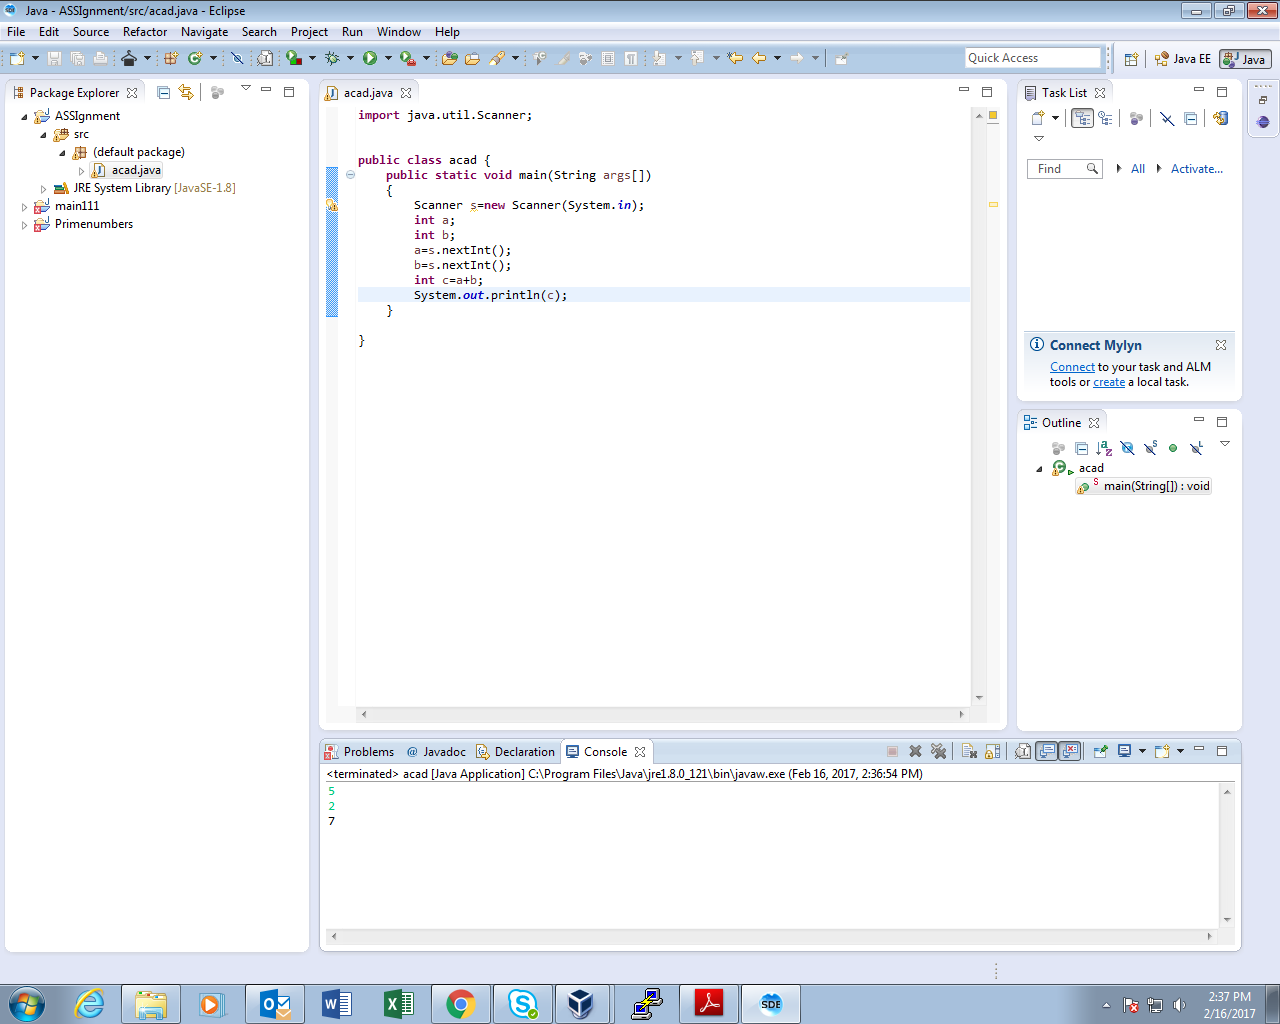 Java - ASSIgnment/src/acad.java - Eclipse
File Edit Source Refactor Navigate Search Project Run Window Help
Quick Access
Java EE
Java
Package Explorer
ASSIgnment
src
(default package)
acad.java
JRE System Library [JavaSE-1.8]
main111
Primenumbers
acad.java
import java.util.Scanner;
public class acad {
public static void main(String args[])
{
Scanner s=new Scanner(System.in);
int a;
int b;
a=s.nextInt();
b=s.nextInt();
int c=a+b;
System.out.println(c);
}
}
Task List
Find
All
Activate...
Connect Mylyn
Connect to your task and ALM
tools or create a local task.
Outline
acad
main(String[]) : void
Problems @ Javadoc Declaration Console
<terminated> acad [Java Application] C:\Program Files\Java\jre1.8.0_121\bin\javaw.exe (Feb 16, 2017, 2:36:54 PM)
5
2
7
SDE
2:37 PM
2/16/2017